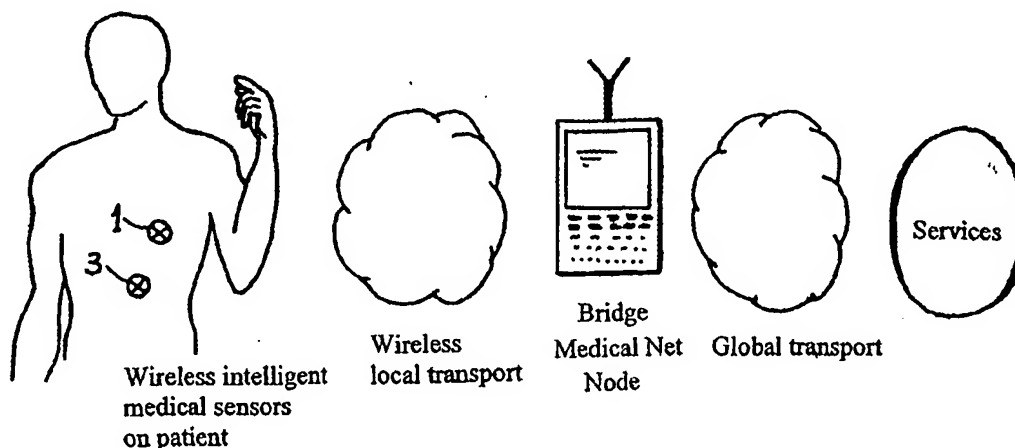 1
3
Services
Wireless intelligent
medical sensors
on patient
Wireless
local transport
Bridge
Medical Net
Node
Global transport